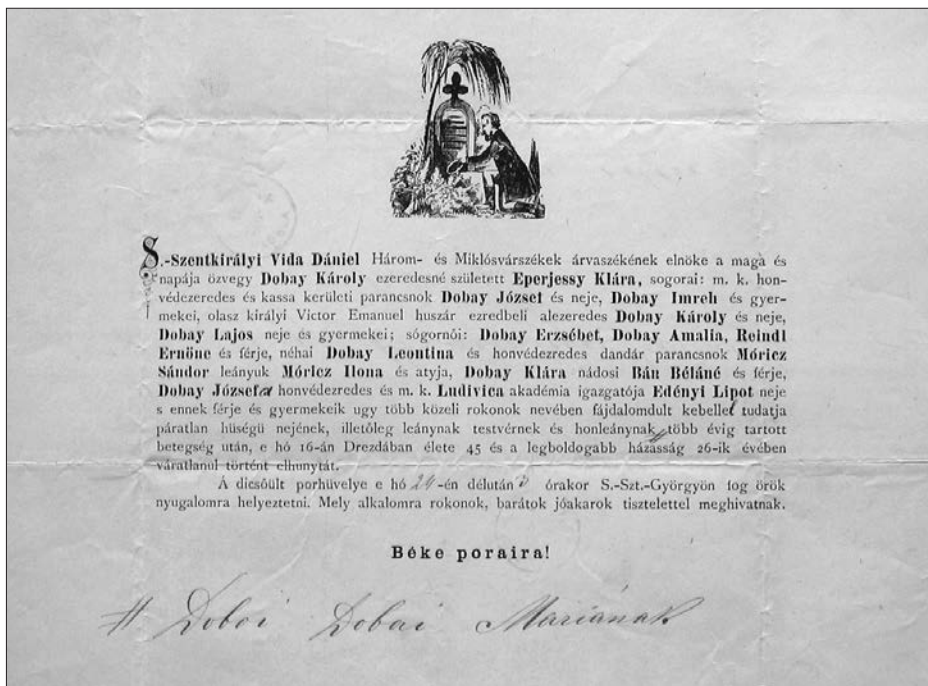 S.-Szentkirályi Vida Dániel Három- és Miklósvárszékek árvaszékének elnöke a maga és
napája özvegy Dobay Károly ezeredesné született Eperjessy Klára, sogorai: m. k. hon-
védezeredes és kassa kerületi parancsnok Dobay József és neje, Dobay Imreh és gyer-
mekei, olasz királyi Victor Emanuel huszár ezredbeli alezeredes Dobay Károly és neje,
Dobay Lajos neje és gyermekei; sógornői: Dobay Erzsébet, Dobay Amalia, Reindl
Ernőne és férje, néhai Dobay Leontina és honvédezredes dandár parancsnok Móricz
Sándor leányuk Móricz Ilona és atyja, Dobay Klára nádosi Bán Béláné és férje,
Dobay Józsefa honvédezredes és m. k. Ludivica akadémia igazgatója Edényi Lipot neje
s ennek férje és gyermekeik ugy több közeli rokonok nevében fájdalomdult kebellel tudatja
páratlan hüségü nejének, illetőleg leánynak testvérnek és honleánynak # több évig tartott
betegség után, e hó 16-án Drezdában élete 45 és a legboldogabb házasság 26-ik évében
váratlanul történt elhunytát.
A dicsőült porhüvelye e hó 24-én délután órakor S.-Szt.-Györgyön fog örök
nyugalomra helyeztetni. Mely alkalomra rokonok, barátok jóakarok tisztelettel meghivatnak.
Béke poraira!
# Doboi Dobai Mariának